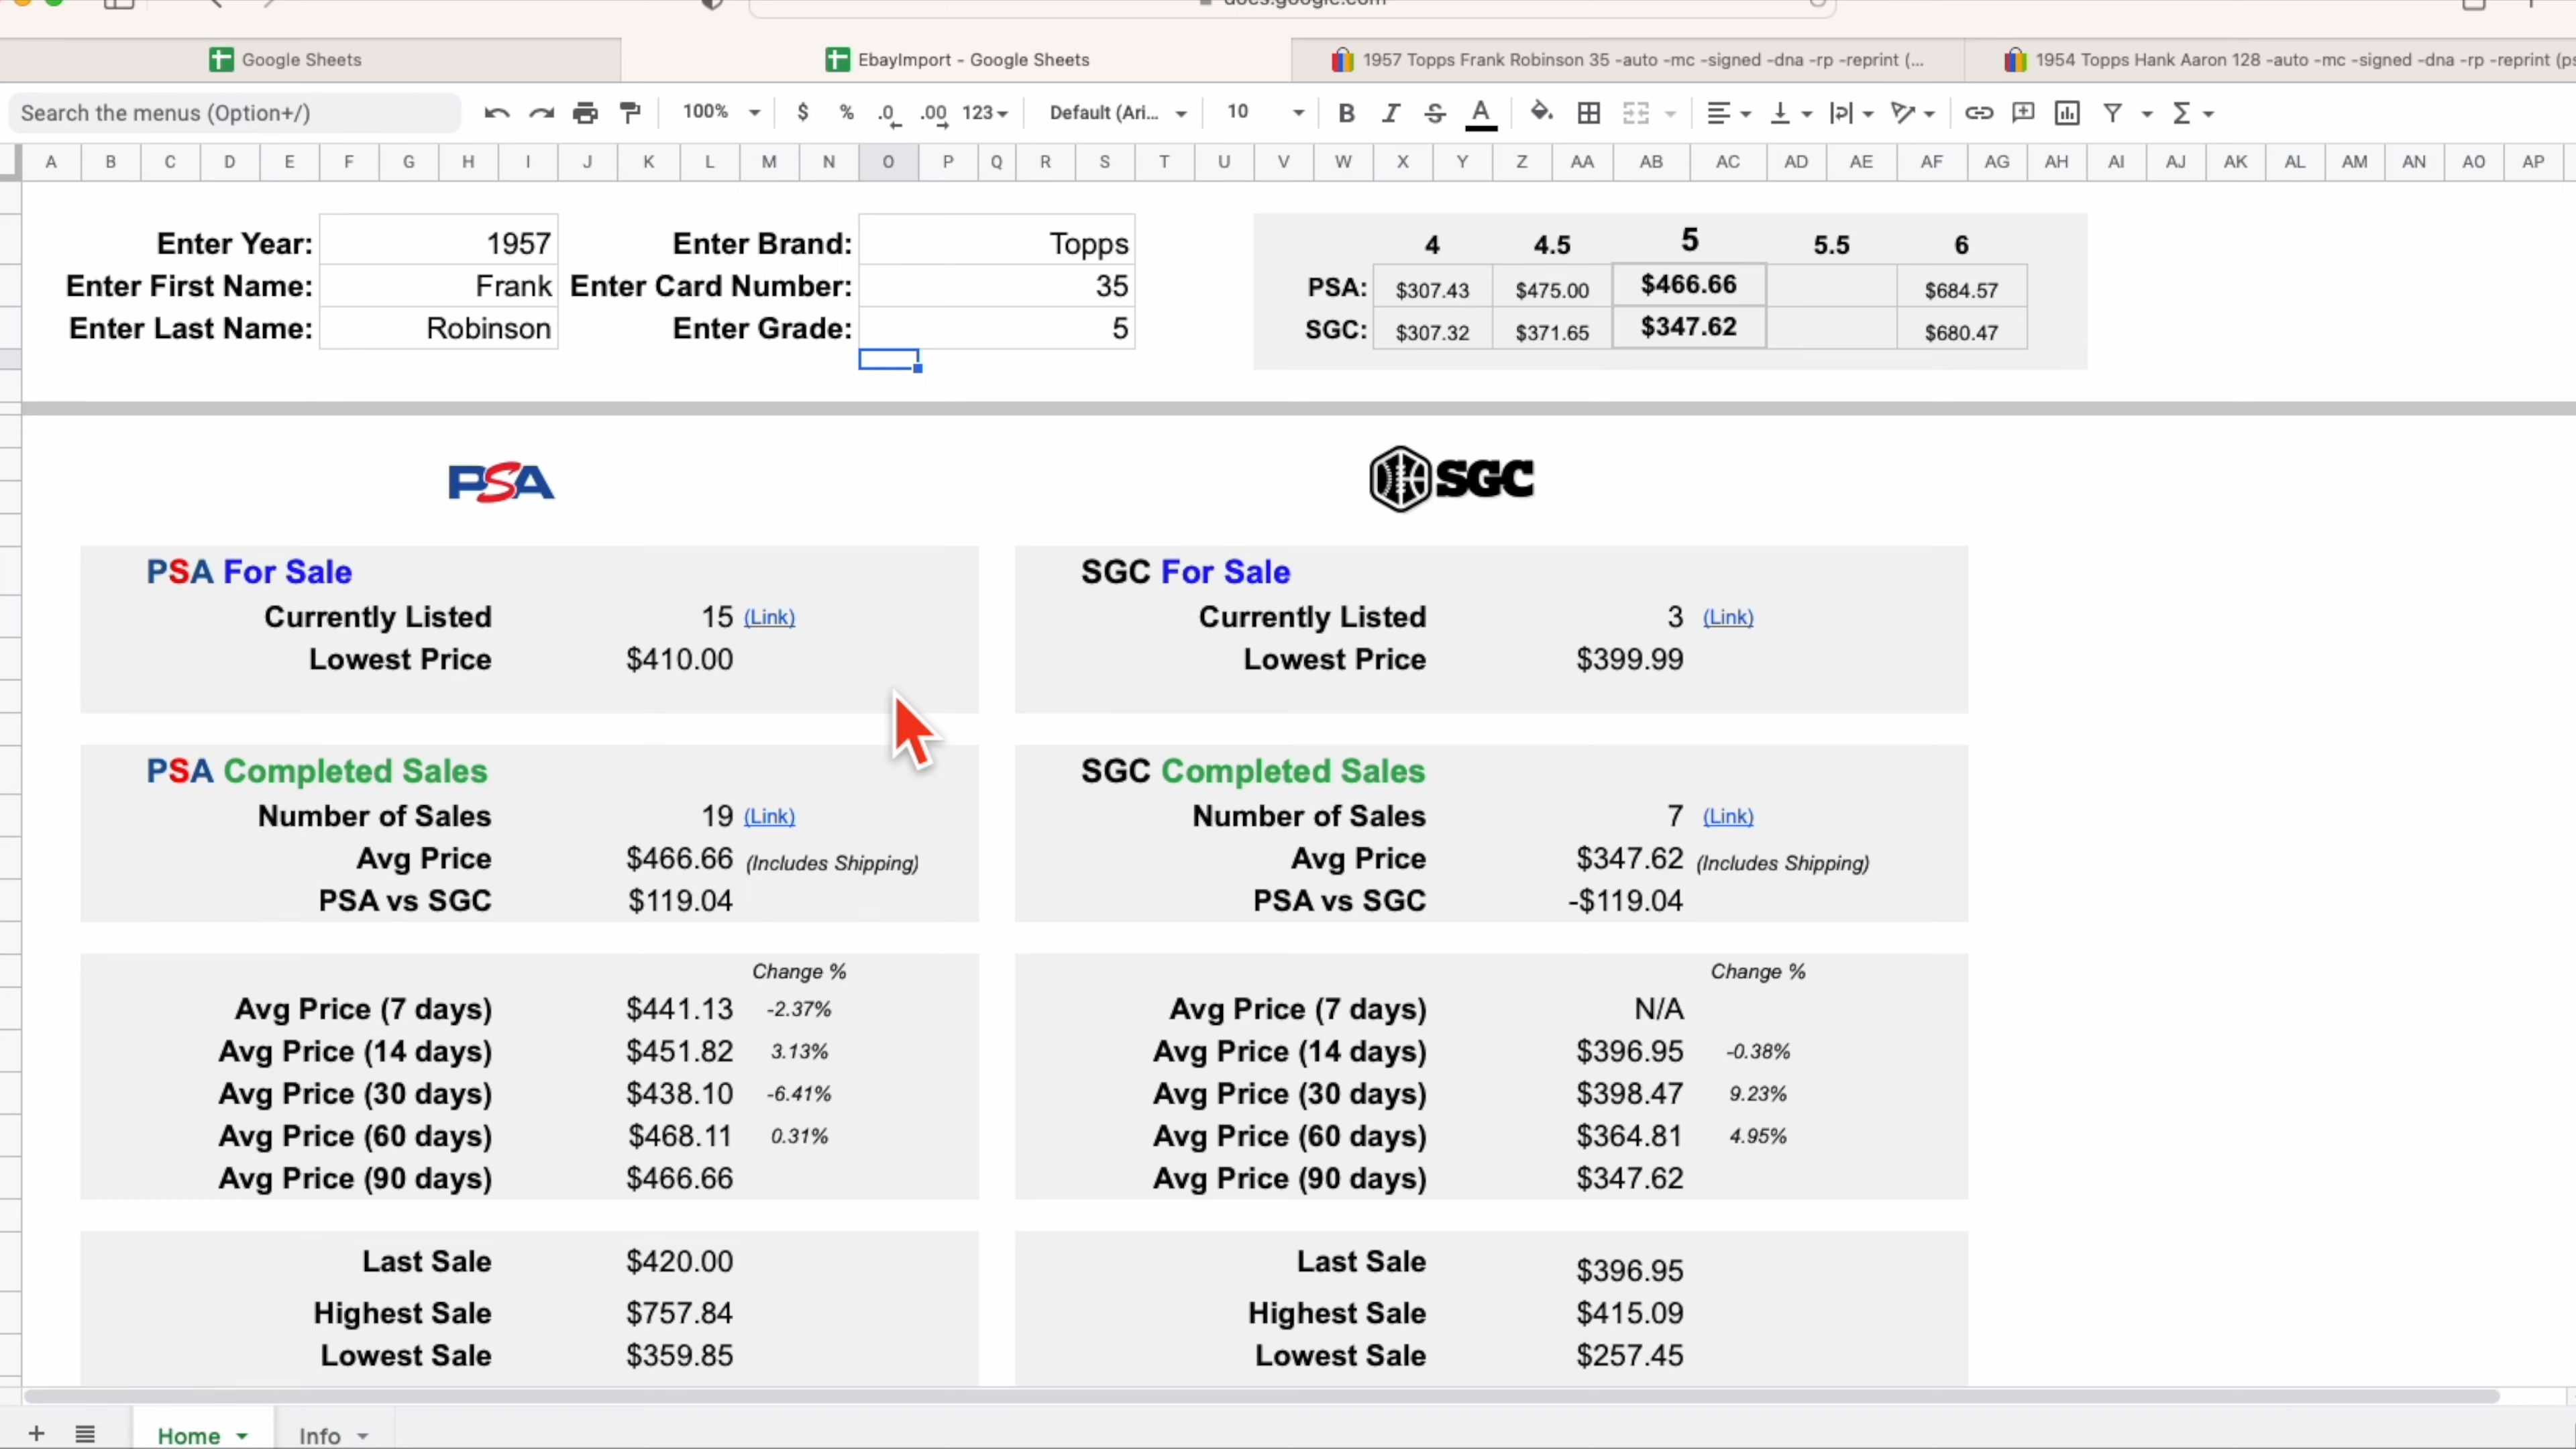 docs.google.com
Google Sheets
EbayImport - Google Sheets
1957 Topps Frank Robinson 35 -auto -mc -signed -dna -rp -reprint (...
1954 Topps Hank Aaron 128 -auto -mc -signed -dna -rp -reprint (ps
Search the menus (Option+/) 100% $ % .0 .00 123 Default (Ari... 10 B I S A
A B C D E F G H I J K L M N O P Q R S T U V W X Y Z AA AB AC AD AE AF AG AH AI AJ AK AL AM AN AO AP
Enter Year: 1957 Enter Brand: Topps 4 4.5 5 5.5 6
Enter First Name: Frank Enter Card Number: 35 PSA: $307.43 $475.00 $466.66 $684.57
Enter Last Name: Robinson Enter Grade: 5 SGC: $307.32 $371.65 $347.62 $680.47
PSA SGC
PSA For Sale
Currently Listed 15 (Link)
Lowest Price $410.00
SGC For Sale
Currently Listed 3 (Link)
Lowest Price $399.99
PSA Completed Sales
Number of Sales 19 (Link)
Avg Price $466.66 (Includes Shipping)
PSA vs SGC $119.04
SGC Completed Sales
Number of Sales 7 (Link)
Avg Price $347.62 (Includes Shipping)
PSA vs SGC -$119.04
Change %
Avg Price (7 days) $441.13 -2.37%
Avg Price (14 days) $451.82 3.13%
Avg Price (30 days) $438.10 -6.41%
Avg Price (60 days) $468.11 0.31%
Avg Price (90 days) $466.66
Change %
Avg Price (7 days) N/A
Avg Price (14 days) $396.95 -0.38%
Avg Price (30 days) $398.47 9.23%
Avg Price (60 days) $364.81 4.95%
Avg Price (90 days) $347.62
Last Sale $420.00
Highest Sale $757.84
Lowest Sale $359.85
Last Sale $396.95
Highest Sale $415.09
Lowest Sale $257.45
Home Info